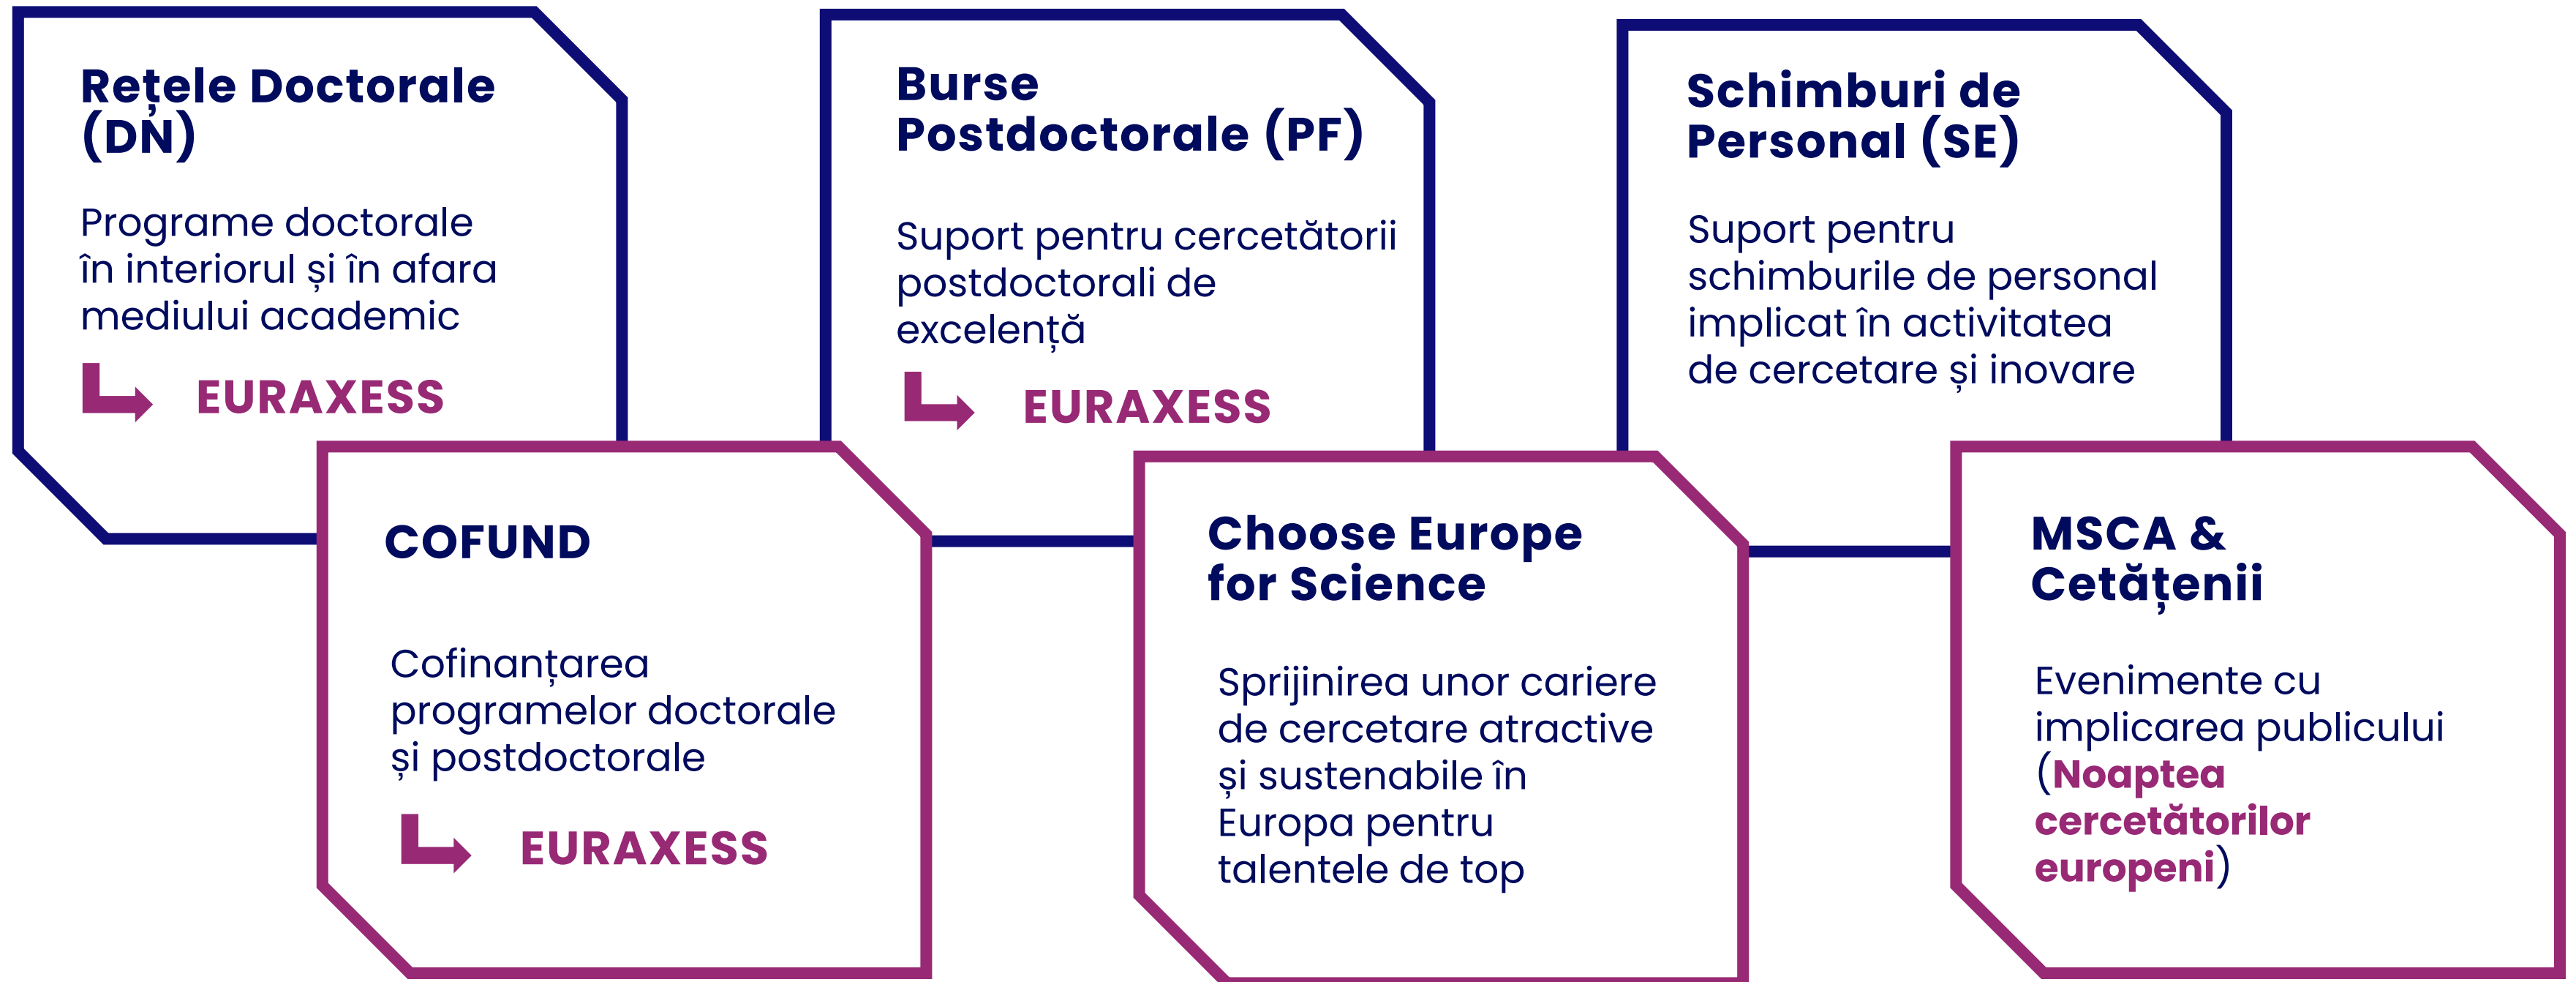 Rețele Doctorale
(DN)
Programe doctorale
în interiorul și în afara
mediului academic
EURAXESS
Burse
Postdoctorale (PF)
Suport pentru cercetătorii
postdoctorali de
excelență
EURAXESS
Schimburi de
Personal (SE)
Suport pentru
schimburile de personal
implicat în activitatea
de cercetare și inovare
COFUND
Cofinanțarea
programelor doctorale
și postdoctorale
EURAXESS
Choose Europe
for Science
Sprijinirea unor cariere
de cercetare atractive
și sustenabile în
Europa pentru
talentele de top
MSCA &
Cetățenii
Evenimente cu
implicarea publicului
(Noaptea
cercetătorilor
europeni)